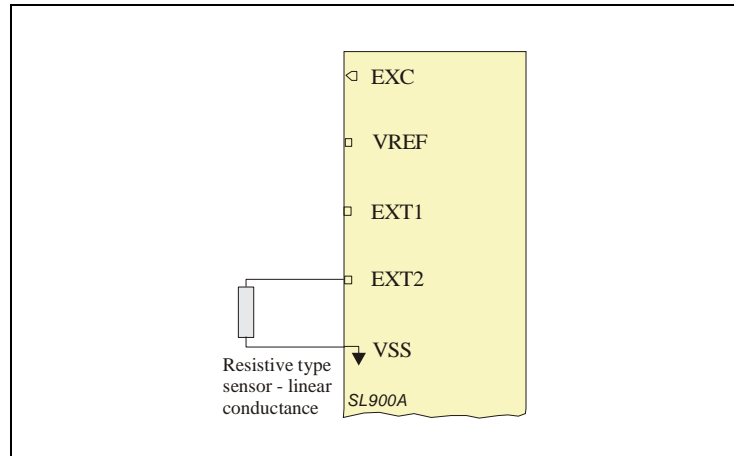 EXC
VREF
EXT1
EXT2
VSS
Resistive type
sensor - linear
conductance
SL900A